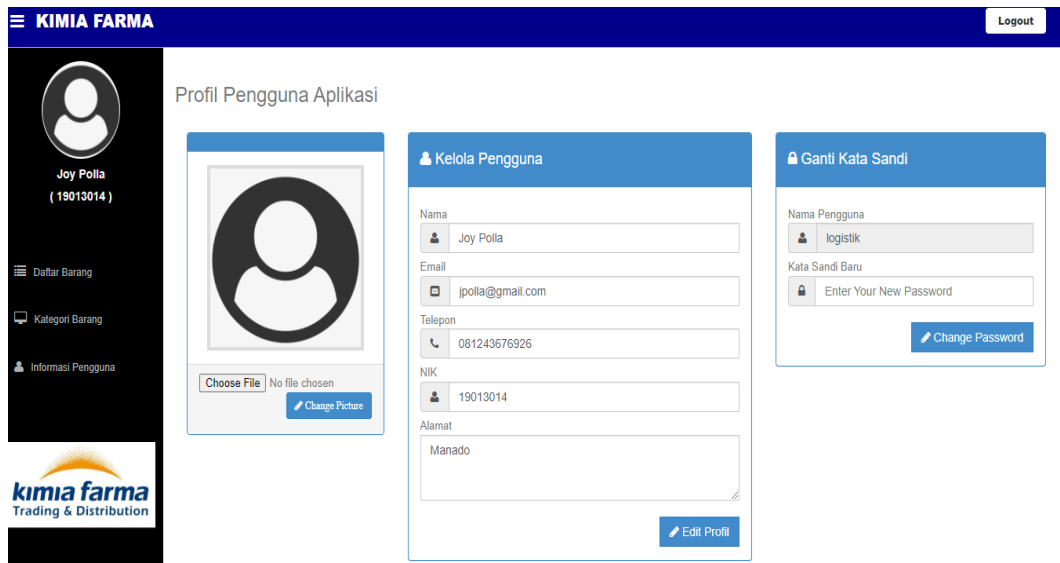 KIMIA FARMA
Logout
Joy Polla
( 19013014 )
Daftar Barang
Kategori Barang
Informasi Pengguna
kimia farma
Trading & Distribution
Profil Pengguna Aplikasi
Choose File No file chosen
Change Picture
Kelola Pengguna
Nama
Joy Polla
Email
jpolla@gmail.com
Telepon
081243676926
NIK
19013014
Alamat
Manado
Edit Profil
Ganti Kata Sandi
Nama Pengguna
logistik
Kata Sandi Baru
Enter Your New Password
Change Password